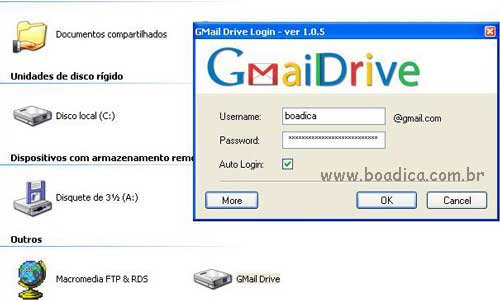 Documentos compartilhados
Unidades de disco rígido
Disco local (C:)
Dispositivos com armazenamento remo
Disquete de 3½ (A:)
Outros
Macromedia FTP & RDS
GMail Drive
GMail Drive Login - ver 1.0.5
GMailDrive
Username:
boadica
@gmail.com
Password:
Auto Login:
www.boadica.com.br
More
OK
Cancel